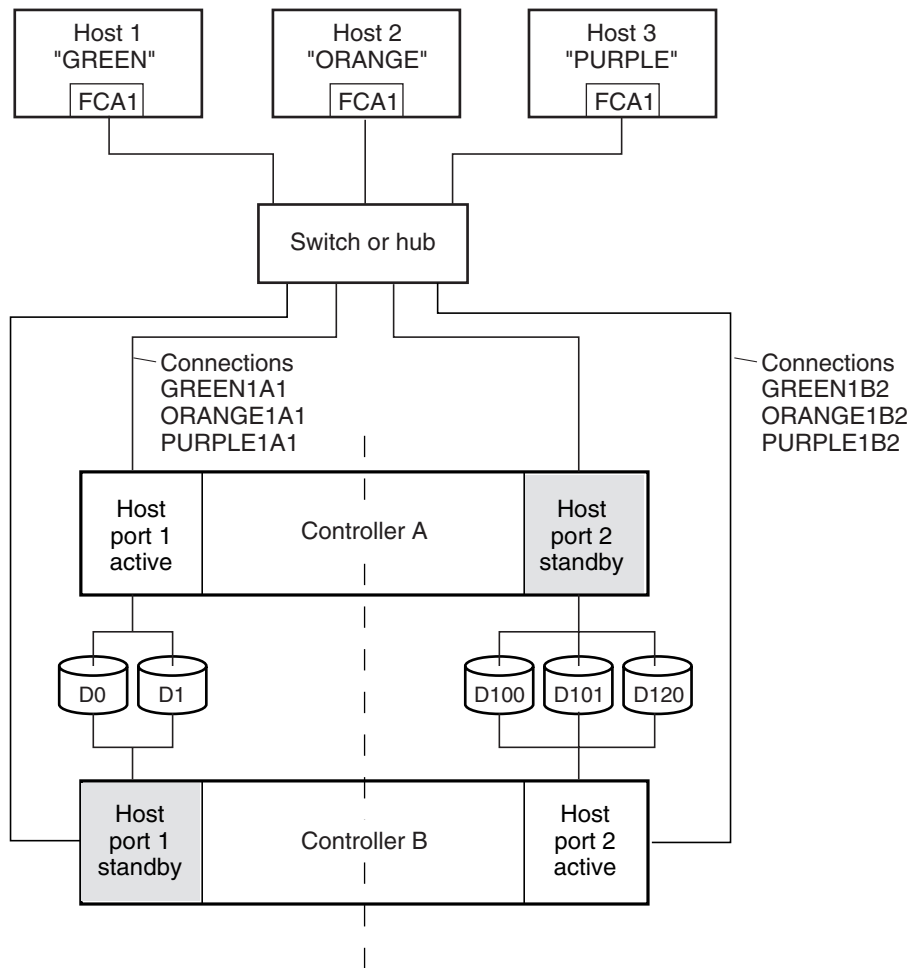 Host 1
"GREEN"
FCA1
Host 2
"ORANGE"
FCA1
Host 3
"PURPLE"
FCA1
Switch or hub
Connections
GREEN1A1
ORANGE1A1
PURPLE1A1
Connections
GREEN1B2
ORANGE1B2
PURPLE1B2
Host
port 1
active
Controller A
Host
port 2
standby
D0
D1
D100
D101
D120
Host
port 1
standby
Controller B
Host
port 2
active